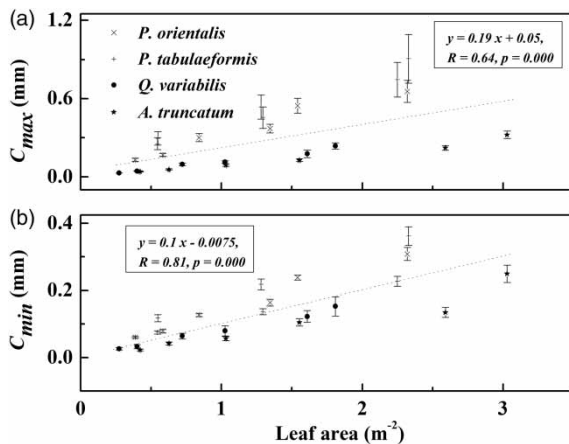 (a)
P. orientalis
P. tabulaeformis
Q. variabilis
A. truncatum
y = 0.19 x + 0.05,
R = 0.64, p = 0.000
1.2
0.6
0.0
C max (mm)
(b)
y = 0.1 x - 0.0075,
R = 0.81, p = 0.000
0.4
0.2
0.0
C min (mm)
0 1 2 3
Leaf area (m-2)